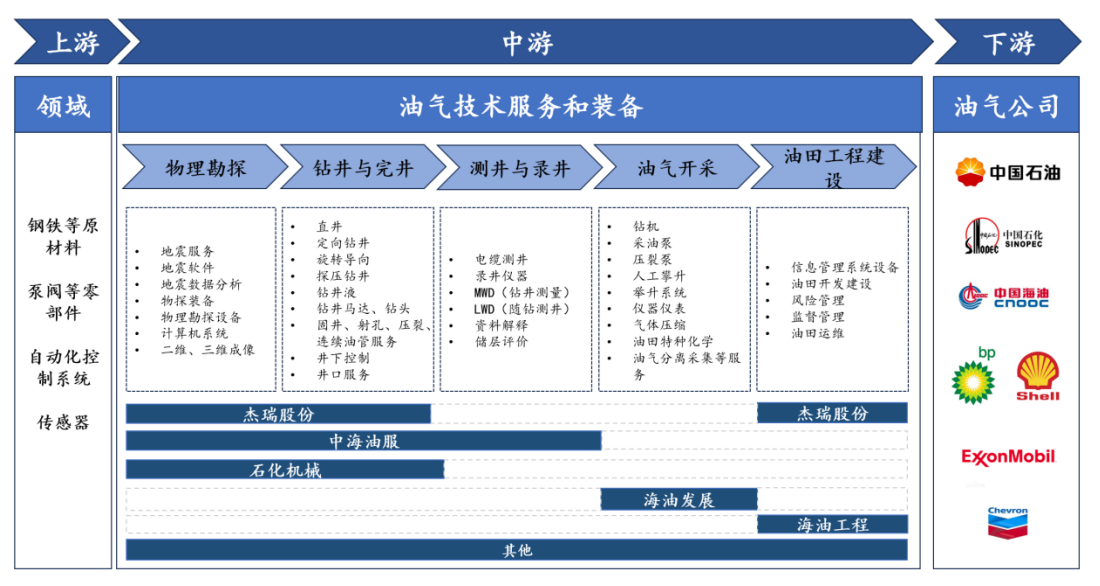 上游
中游
下游
领域
油气技术服务和装备
油气公司
钢铁等原
材料
泵阀等零
部件
自动化控
制系统
传感器
物理勘探
钻井与完井
测井与录井
油气开采
油田工程建
设
• 地震服务
• 地震软件
• 地震数据分析
• 物探装备
• 物理勘探设备
• 计算机系统
• 二维、三维成像
• 直井
• 定向钻井
• 旋转导向
• 探压钻井
• 钻井液
• 钻井马达、钻头
• 圆井、射孔、压裂、
连续油管服务
• 井下控制
• 井口服务
• 电缆测井
• 录井仪器
• MWD（钻井测量）
• LWD（随钻测井）
• 资料解释
• 储层评价
• 钻机
• 采油泵
• 压裂泵
• 人工攀升
• 举升系统
• 仪器仪表
• 气体压缩
• 油田特种化学
• 油气分离采集等服
务
• 信息管理系统设备
• 油田开发建设
• 风险管理
• 监督管理
• 油田运维
杰瑞股份
杰瑞股份
中海油服
石化机械
海油发展
海油工程
其他
中国石油
SINOPEC
中国石化
SINOPEC
CNOOC
中国海油
CNOOC
bp
Shell
ExxonMobil
Chevron